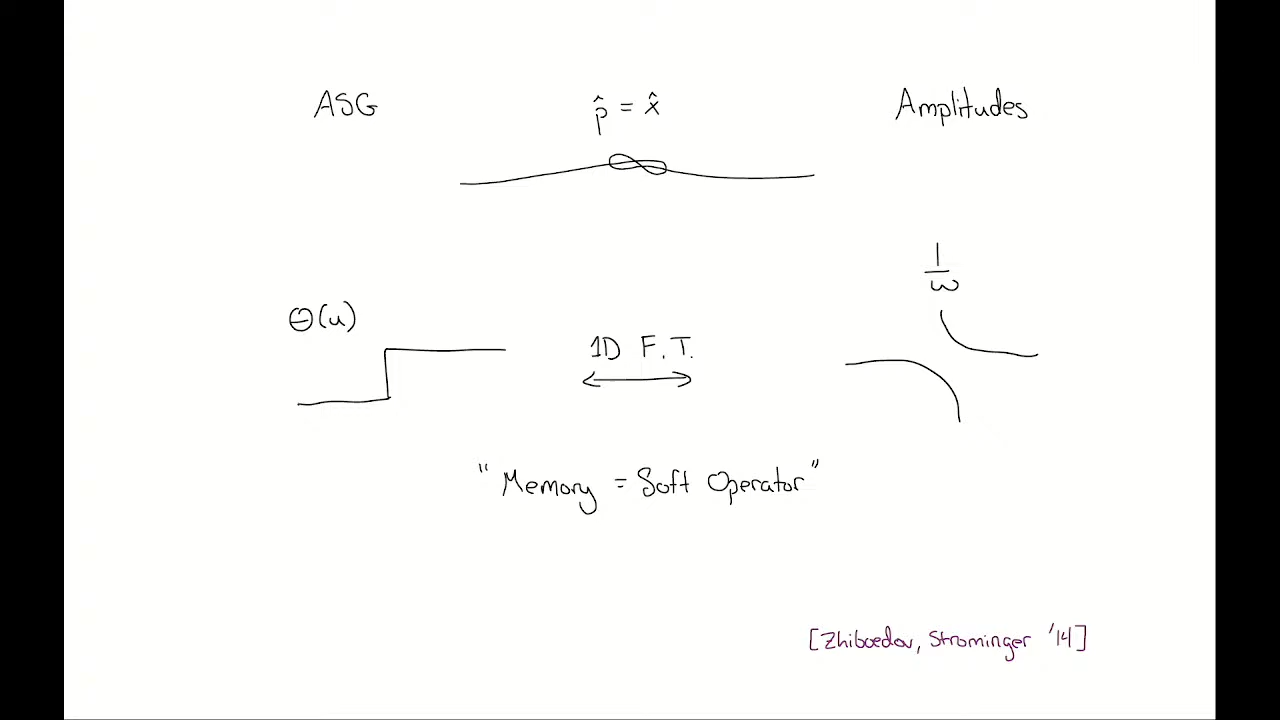 ASG p̂ = x̂ Amplitudes
1/ω
Θ(u)
1D F.T.
"Memory = Soft Operator"
[Zhiboedov, Strominger '14]